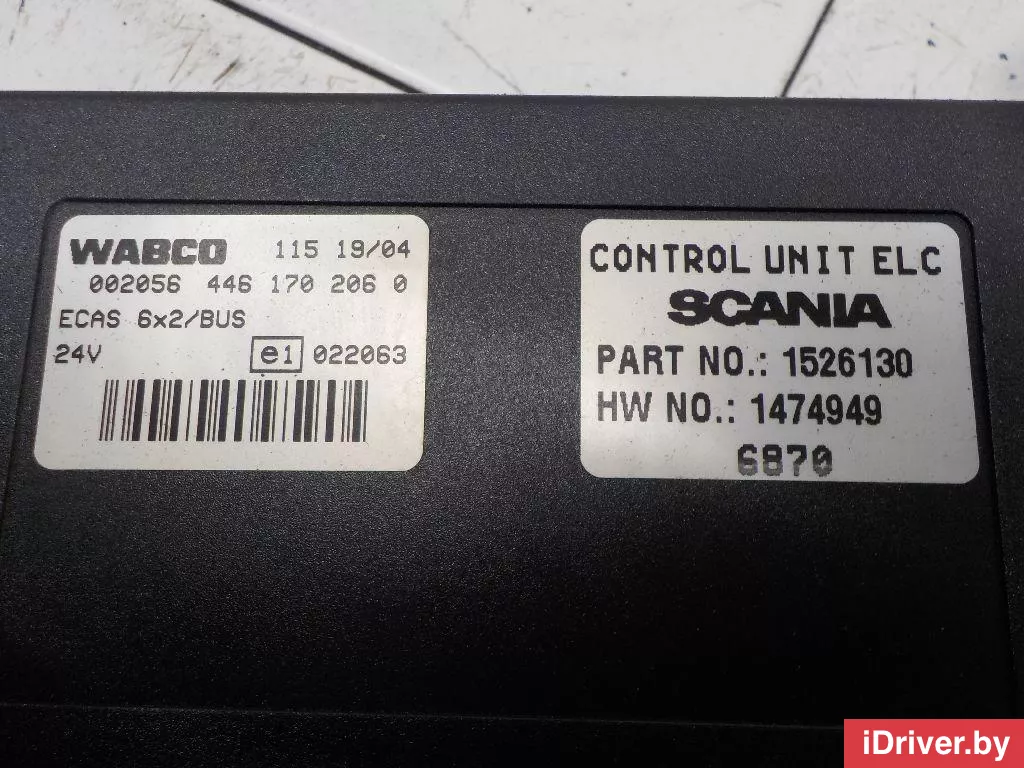 WABCO 115 19/04
002056 446 170 206 0
ECAS 6x2/BUS
24V e1 022063
CONTROL UNIT ELC
SCANIA
PART NO.: 1526130
HW NO.: 1474949
6870
iDriver.by